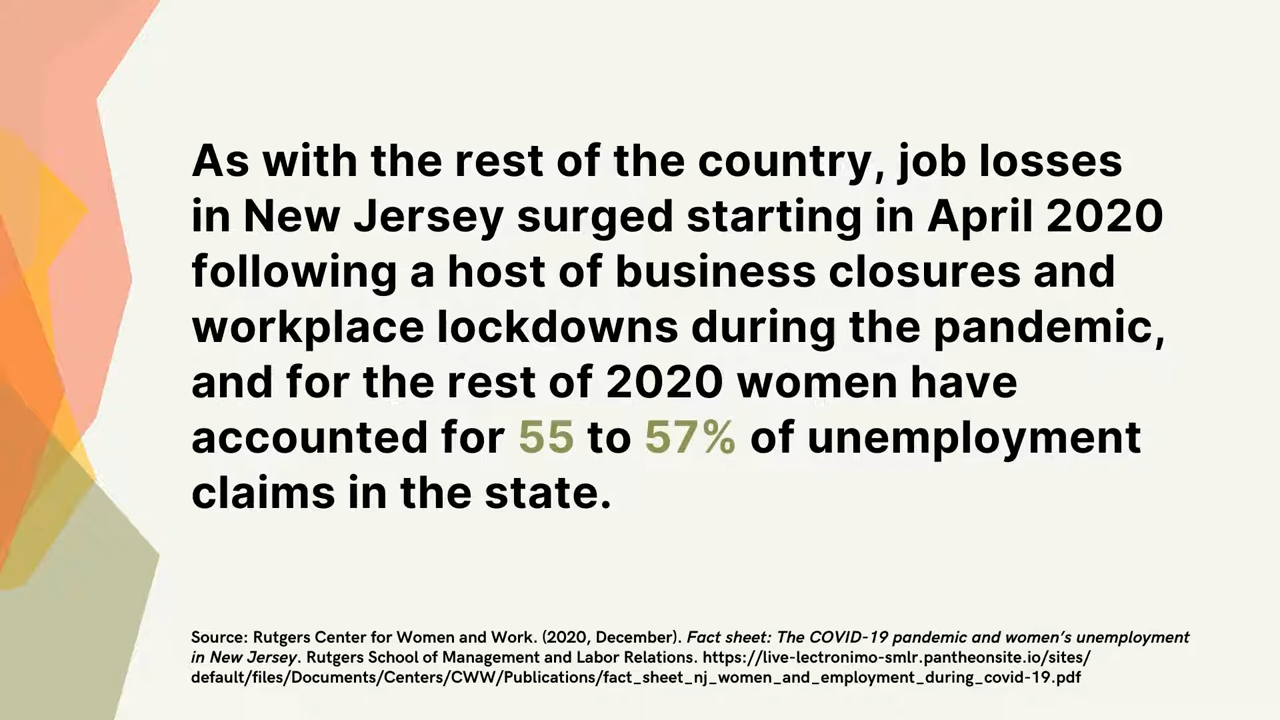 As with the rest of the country, job losses
in New Jersey surged starting in April 2020
following a host of business closures and
workplace lockdowns during the pandemic,
and for the rest of 2020 women have
accounted for 55 to 57% of unemployment
claims in the state.
Source: Rutgers Center for Women and Work. (2020, December). Fact sheet: The COVID-19 pandemic and women's unemployment
in New Jersey. Rutgers School of Management and Labor Relations. https://live-lectronimo-smlr.pantheonsite.io/sites/
default/files/Documents/Centers/CWW/Publications/fact_sheet_nj_women_and_employment_during_covid-19.pdf